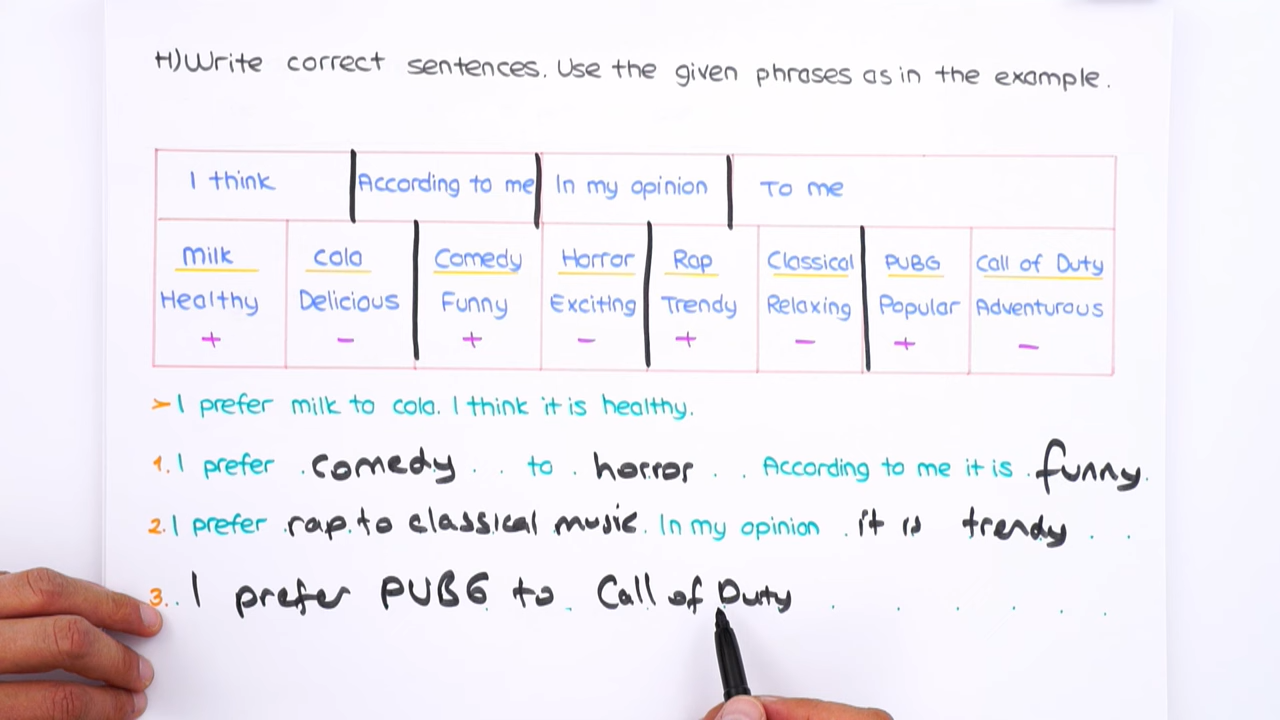 H) Write correct sentences. Use the given phrases as in the example.
I think According to me In my opinion To me
Milk Cola Comedy Horror Rap Classical PUBG Call of Duty
Healthy Delicious Funny Exciting Trendy Relaxing Popular Adventurous
+ - + - + - + -
➤ I prefer milk to cola. I think it is healthy.
1. I prefer comedy to horror According to me it is funny.
2. I prefer rap to classical music. In my opinion it is trendy
3. I prefer PUBG to Call of Duty